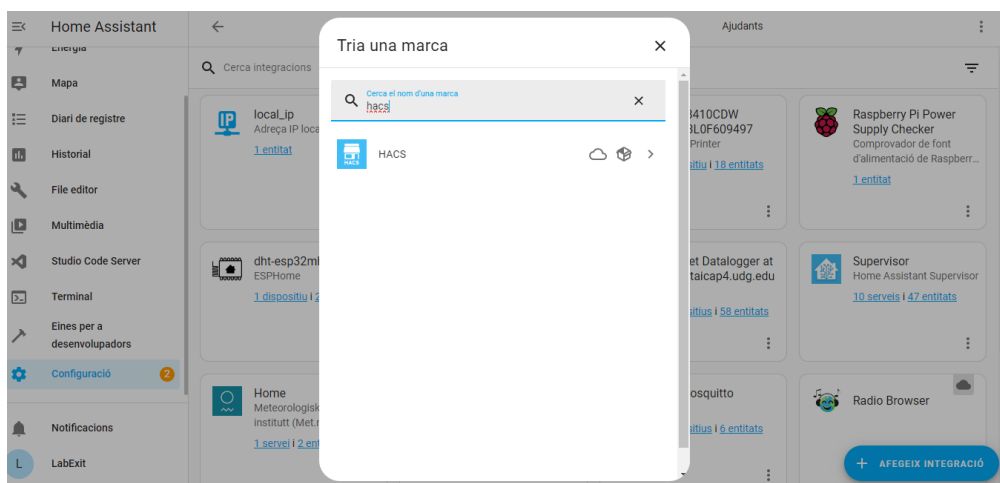 Home Assistant
Energia
Mapa
Diari de registre
Historial
File editor
Multimèdia
Studio Code Server
Terminal
Eines per a
desenvolupadors
Configuració
2
Notificacions
L
LabExit
Ajudants
Cerca integracions
Tria una marca
Cerca el nom d'una marca
hacs
HACS
HACS
IP
local_ip
Adreça IP loca
1 entitat
3410CDW
3L0F609497
Printer
sitiu i 18 entitats
Raspberry Pi Power
Supply Checker
Comprovador de font
d'alimentació de Raspberr...
1 entitat
dht-esp32ml
ESPHome
1 dispositiu i 2
et Datalogger at
taicap4.udg.edu
sitius i 58 entitats
Supervisor
Home Assistant Supervisor
10 serveis i 47 entitats
Home
Meteorologisk
institutt (Met.n
1 servei i 2 ent
osquitto
sitius i 6 entitats
Radio Browser
AFEGEIX INTEGRACIÓ